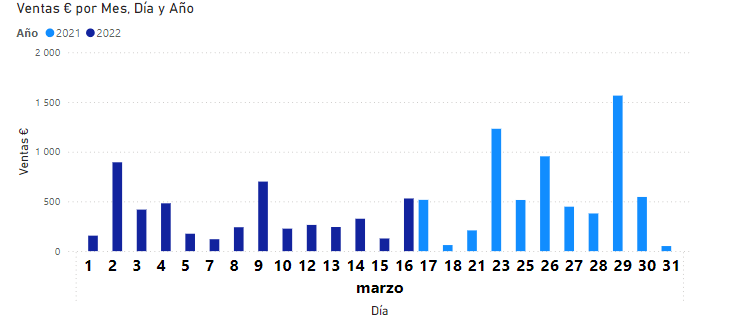 Ventas € por Mes, Día y Año
Año 2021 2022
2 000
1 500
1 000
500
0
Ventas €
1 2 3 4 5 7 8 9 10 12 13 14 15 16 17 18 21 23 25 26 27 28 29 30 31
marzo
Día